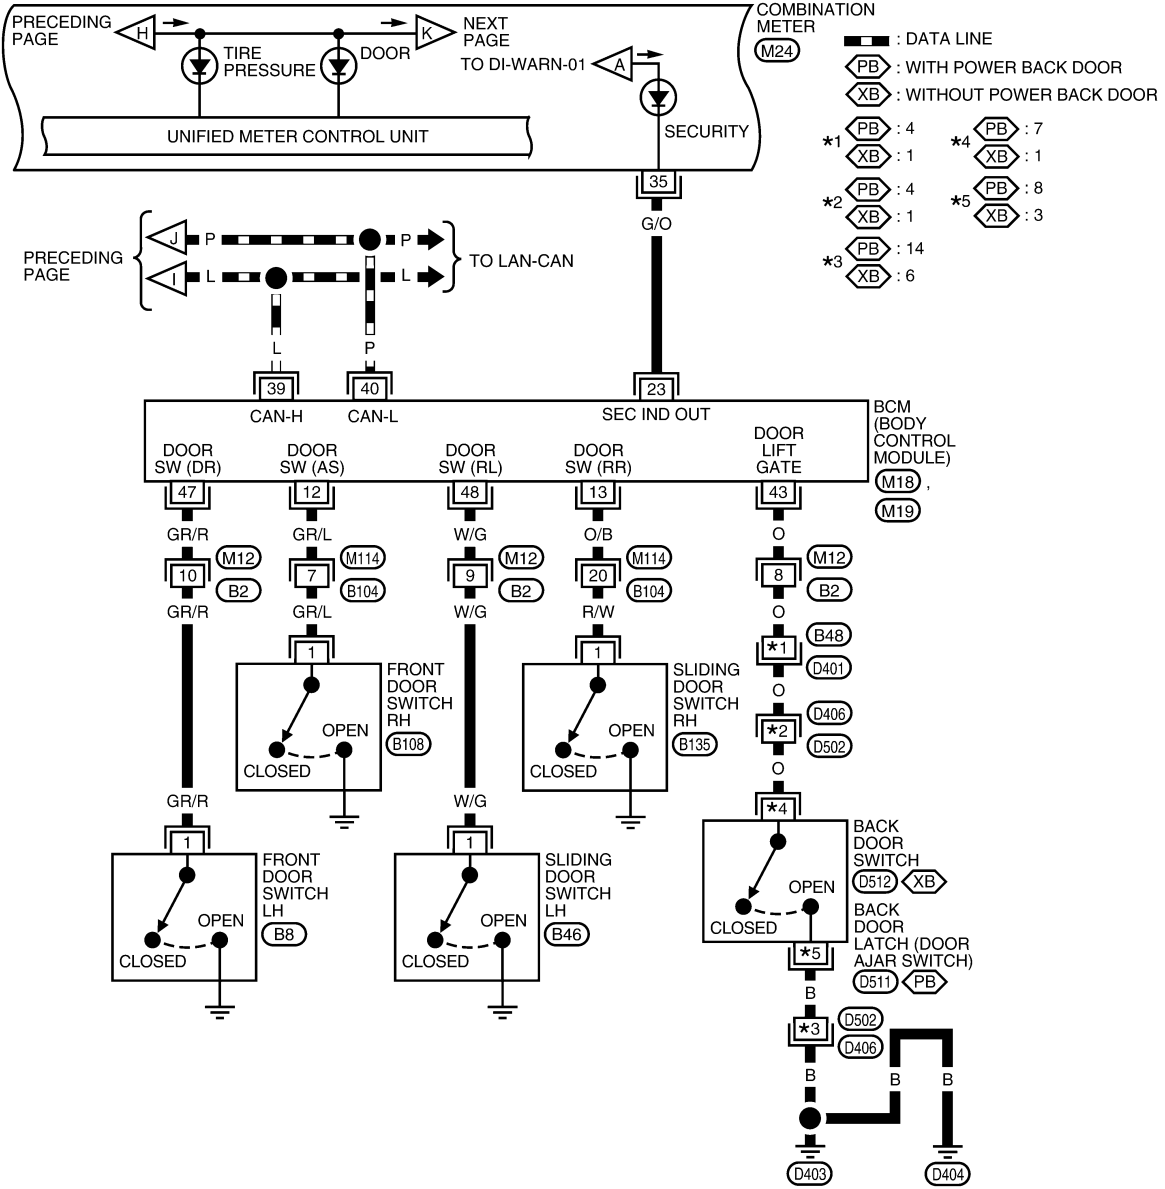 PRECEDING
PAGE
H
K
NEXT
PAGE
TIRE
PRESSURE
DOOR
TO DI-WARN-01
A
SECURITY
UNIFIED METER CONTROL UNIT
COMBINATION
METER
M24
: DATA LINE
PB : WITH POWER BACK DOOR
XB : WITHOUT POWER BACK DOOR
*1 PB : 4
XB : 1
*4 PB : 7
XB : 1
*2 PB : 4
XB : 1
*5 PB : 8
XB : 3
*3 PB : 14
XB : 6
35
G/O
PRECEDING
PAGE
J P P
I L L
TO LAN-CAN
L P
39 40 23
CAN-H CAN-L SEC IND OUT
BCM
(BODY
CONTROL
MODULE)
M18 ,
M19
DOOR
SW (DR)
DOOR
SW (AS)
DOOR
SW (RL)
DOOR
SW (RR)
DOOR
LIFT
GATE
47 12 48 13 43
GR/R GR/L W/G O/B O
M12 M114 M12 M114 M12
10 7 9 20 8
B2 B104 B2 B104 B2
GR/R GR/L W/G R/W O
1
FRONT
DOOR
SWITCH
RH
B108
OPEN
CLOSED
1
SLIDING
DOOR
SWITCH
RH
B135
OPEN
CLOSED
B48
*1
D401
O
D406
*2
D502
O
GR/R W/G
*4
1
FRONT
DOOR
SWITCH
LH
B8
OPEN
CLOSED
1
SLIDING
DOOR
SWITCH
LH
B46
OPEN
CLOSED
BACK
DOOR
SWITCH
D512 XB
OPEN
CLOSED
BACK
DOOR
LATCH (DOOR
AJAR SWITCH)
D511 PB
*5
B
D502
*3
D406
B B B
D403 D404